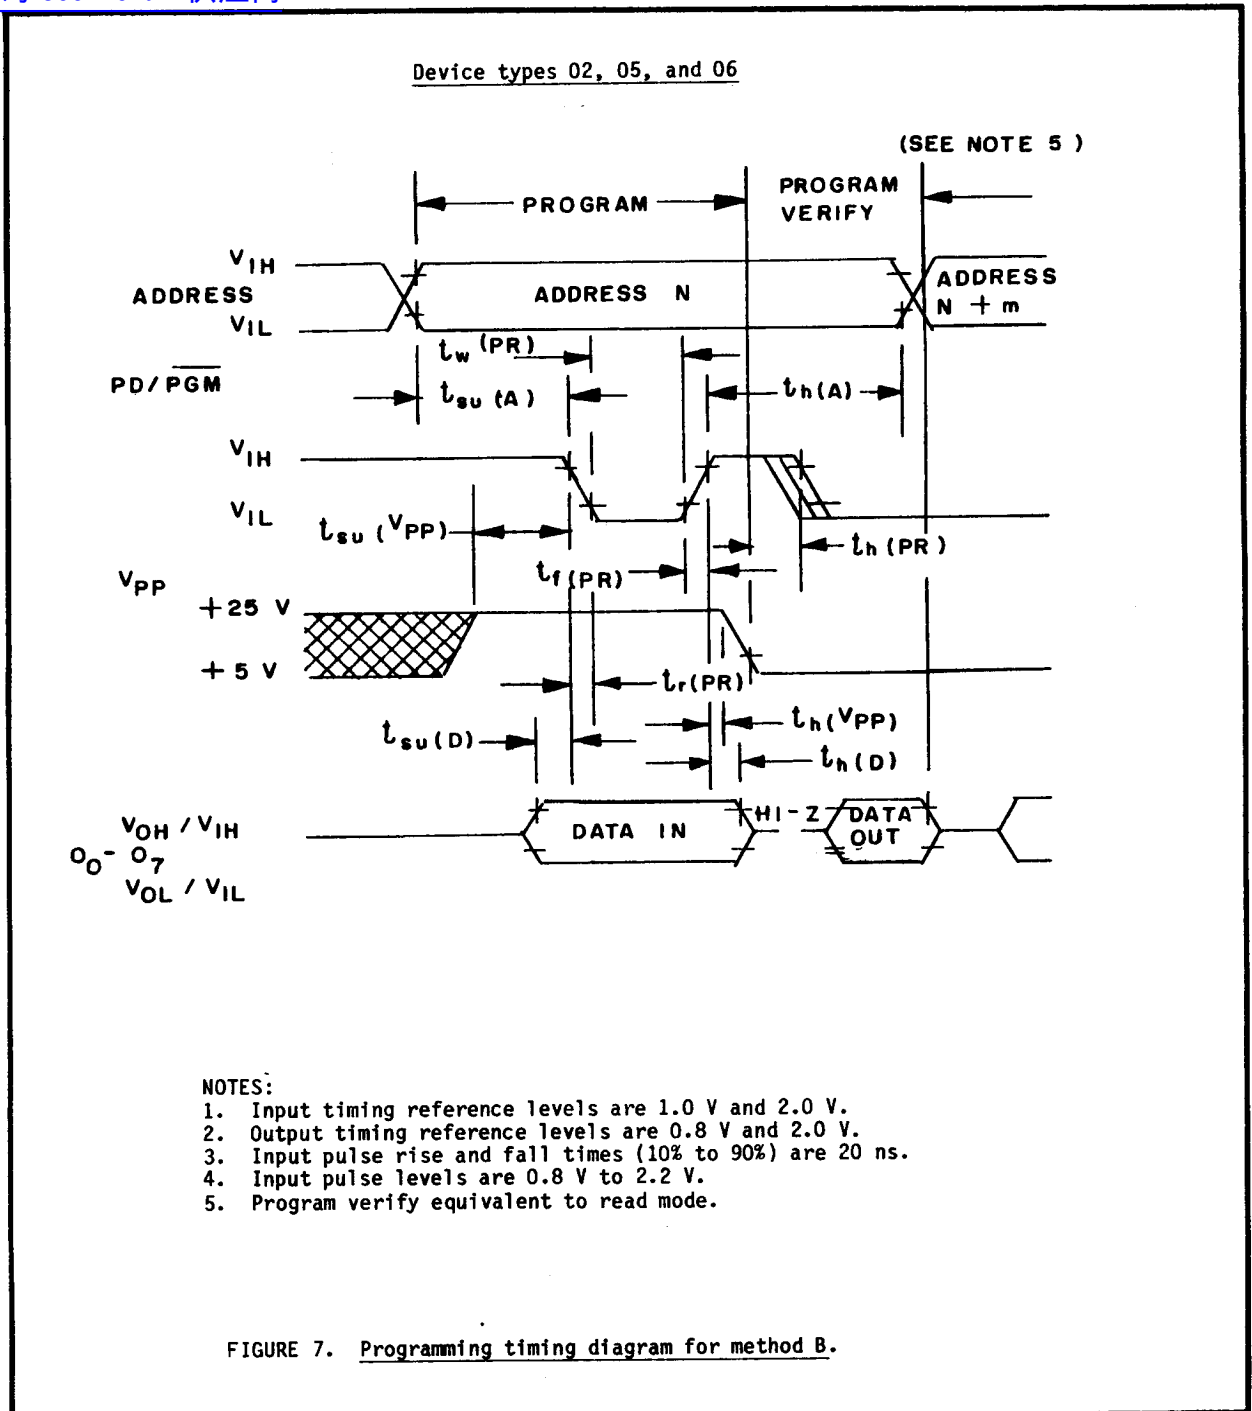 Device types 02, 05, and 06
(SEE NOTE 5 )
PROGRAM
PROGRAM
VERIFY
VIH
ADDRESS
VIL
ADDRESS N
ADDRESS
N + m
tw (PR)
PD/PGM
tsu (A)
th(A)
VIH
VIL
tsu (VPP)
th (PR)
tf(PR)
VPP
+25 V
+5 V
tr(PR)
th(VPP)
tsu(D)
th(D)
VOH / VIH
O0- O7
VOL / VIL
DATA IN
HI-Z
DATA
OUT
NOTES:
1. Input timing reference levels are 1.0 V and 2.0 V.
2. Output timing reference levels are 0.8 V and 2.0 V.
3. Input pulse rise and fall times (10% to 90%) are 20 ns.
4. Input pulse levels are 0.8 V to 2.2 V.
5. Program verify equivalent to read mode.
FIGURE 7. Programming timing diagram for method B.